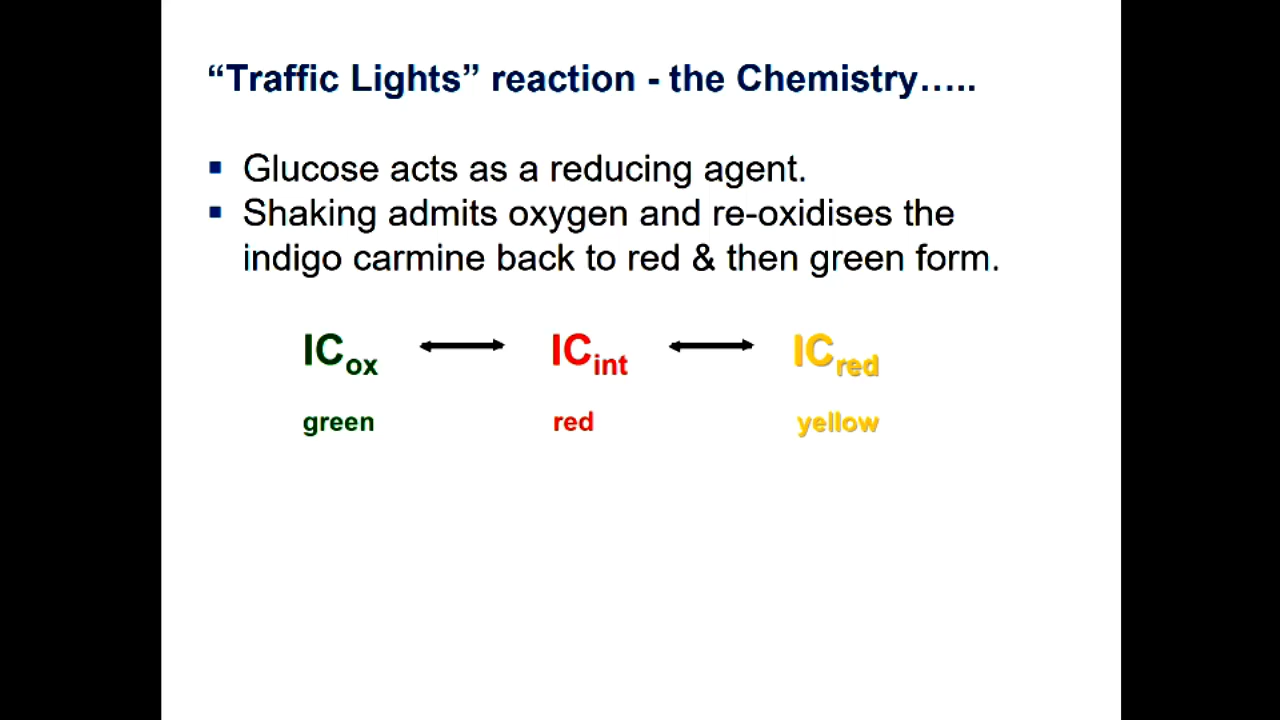 “Traffic Lights” reaction - the Chemistry…..
▪ Glucose acts as a reducing agent.
▪ Shaking admits oxygen and re-oxidises the
indigo carmine back to red & then green form.
ICox ↔ ICint ↔ ICred
green red yellow